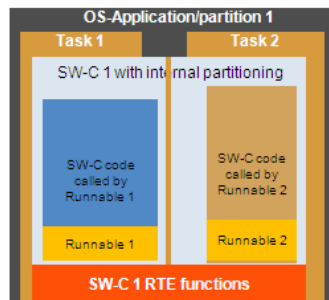 OS-Application/partition 1
Task 1
Task 2
SW-C 1 with internal partitioning
SW-C code
called by
Runnable 1
SW-C code
called by
Runnable 2
Runnable 1
Runnable 2
SW-C 1 RTE functions